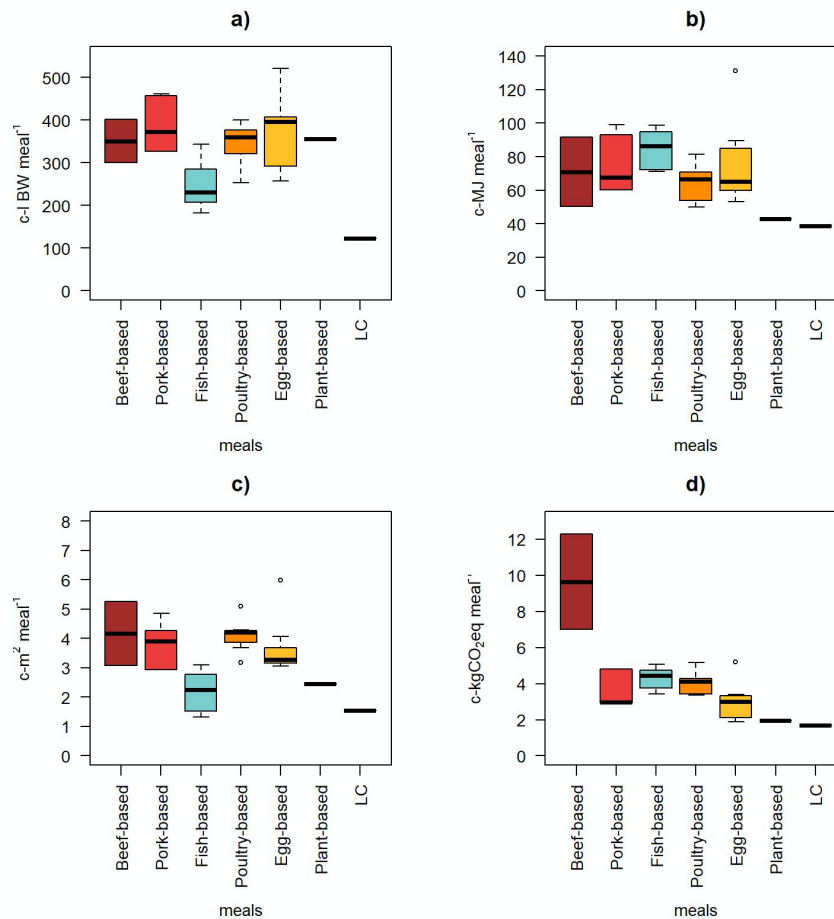 a)
c-l BW meal⁻¹
500
400
300
200
100
0
Beef-based
Pork-based
Fish-based
Poultry-based
Egg-based
Plant-based
LC
meals
b)
c-MJ meal⁻¹
140
120
100
80
60
40
20
0
Beef-based
Pork-based
Fish-based
Poultry-based
Egg-based
Plant-based
LC
meals
c)
c-m² meal⁻¹
8
7
6
5
4
3
2
1
0
Beef-based
Pork-based
Fish-based
Poultry-based
Egg-based
Plant-based
LC
meals
d)
c-kgCO₂eq meal⁻¹
12
10
8
6
4
2
0
Beef-based
Pork-based
Fish-based
Poultry-based
Egg-based
Plant-based
LC
meals